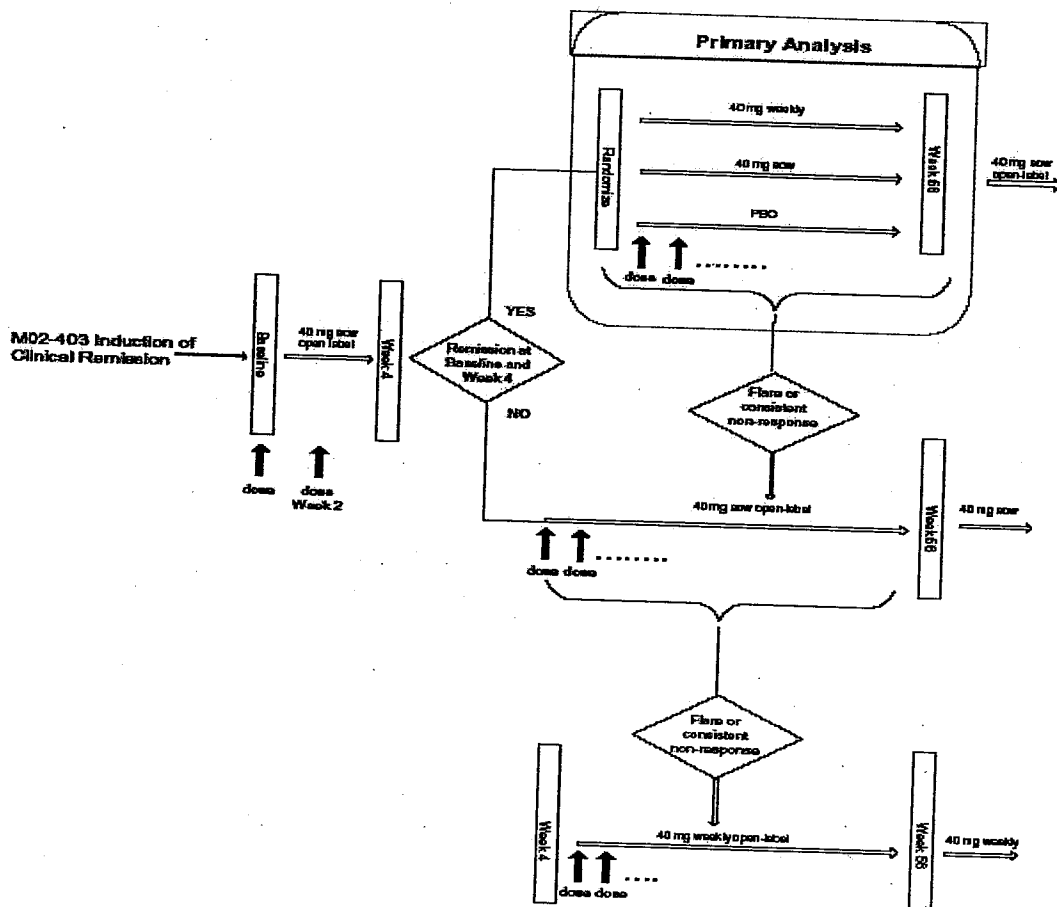 Primary Analysis
Randomize
40 mg weekly
40 mg eow
PBO
dose dose ........
Week 56
40 mg eow
open-label
M02-403 Induction of
Clinical Remission
Baseline
40 mg eow
open label
Week 4
dose
dose
Week 2
YES
Remission at
Baseline and
Week 4
NO
Flare or
consistent
non-response
40 mg eow open-label
dose dose ........
Week 56
40 mg eow
Flare or
consistent
non-response
Week 4
40 mg weekly open-label
dose dose .....
Week 56
40 mg weekly